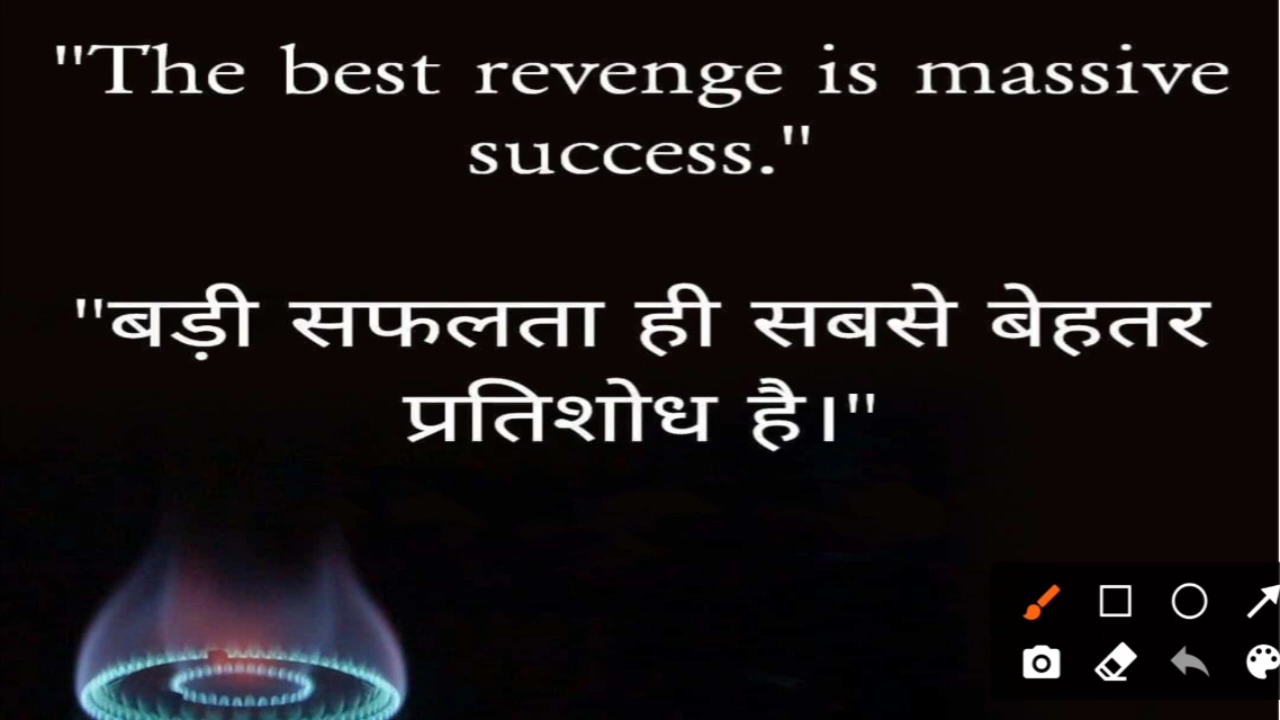 "The best revenge is massive
success."
"बड़ी सफलता ही सबसे बेहतर
प्रतिशोध है।"